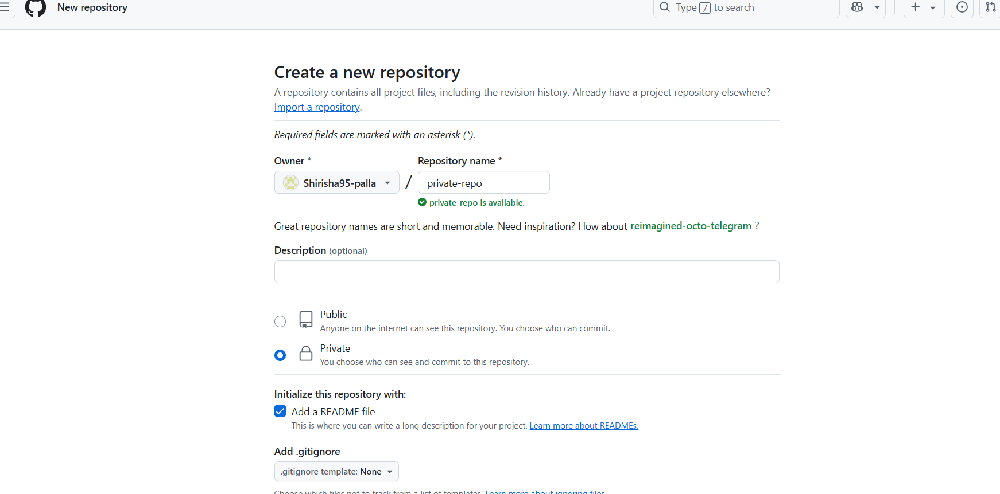 New repository
Type / to search
Create a new repository
A repository contains all project files, including the revision history. Already have a project repository elsewhere?
Import a repository.
Required fields are marked with an asterisk (*).
Owner *
Repository name *
Shirisha95-palla
/
private-repo
private-repo is available.
Great repository names are short and memorable. Need inspiration? How about reimagined-octo-telegram ?
Description (optional)
Public
Anyone on the internet can see this repository. You choose who can commit.
Private
You choose who can see and commit to this repository.
Initialize this repository with:
Add a README file
This is where you can write a long description for your project. Learn more about READMEs.
Add .gitignore
.gitignore template: None
Choose which files not to track from a list of templates. Learn more about ignoring files.